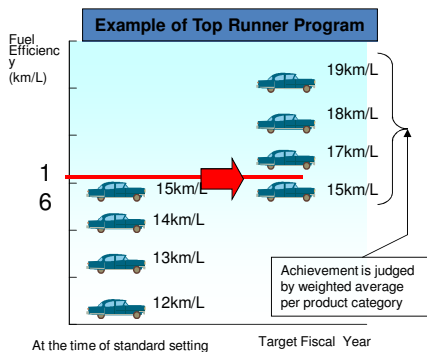 Example of Top Runner Program
Fuel
Efficienc
y
(km/L)
19km/L
18km/L
17km/L
1
6
15km/L
15km/L
14km/L
13km/L
12km/L
Achievement is judged
by weighted average
per product category
At the time of standard setting
Target Fiscal Year